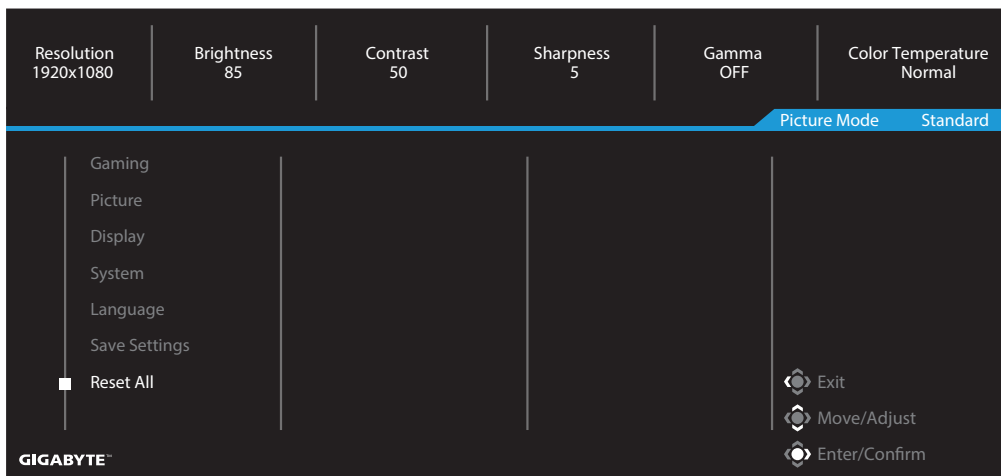 Resolution
1920x1080
Brightness
85
Contrast
50
Sharpness
5
Gamma
OFF
Color Temperature
Normal
Picture Mode Standard
Gaming
Picture
Display
System
Language
Save Settings
Reset All
Exit
Move/Adjust
Enter/Confirm
GIGABYTE™